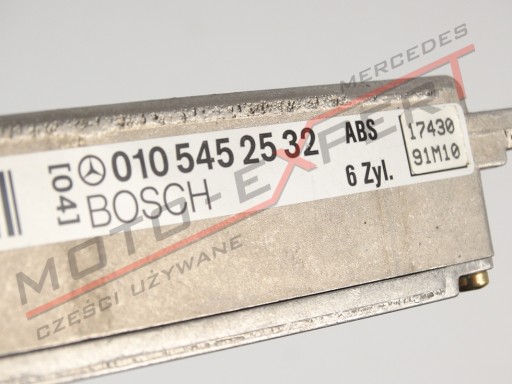 [04] 010 545 25 32 ABS 17430
BOSCH 6 Zyl. 91M10
MOTO-EXPERT
MERCEDES
CZĘŚCI UŻYWANE